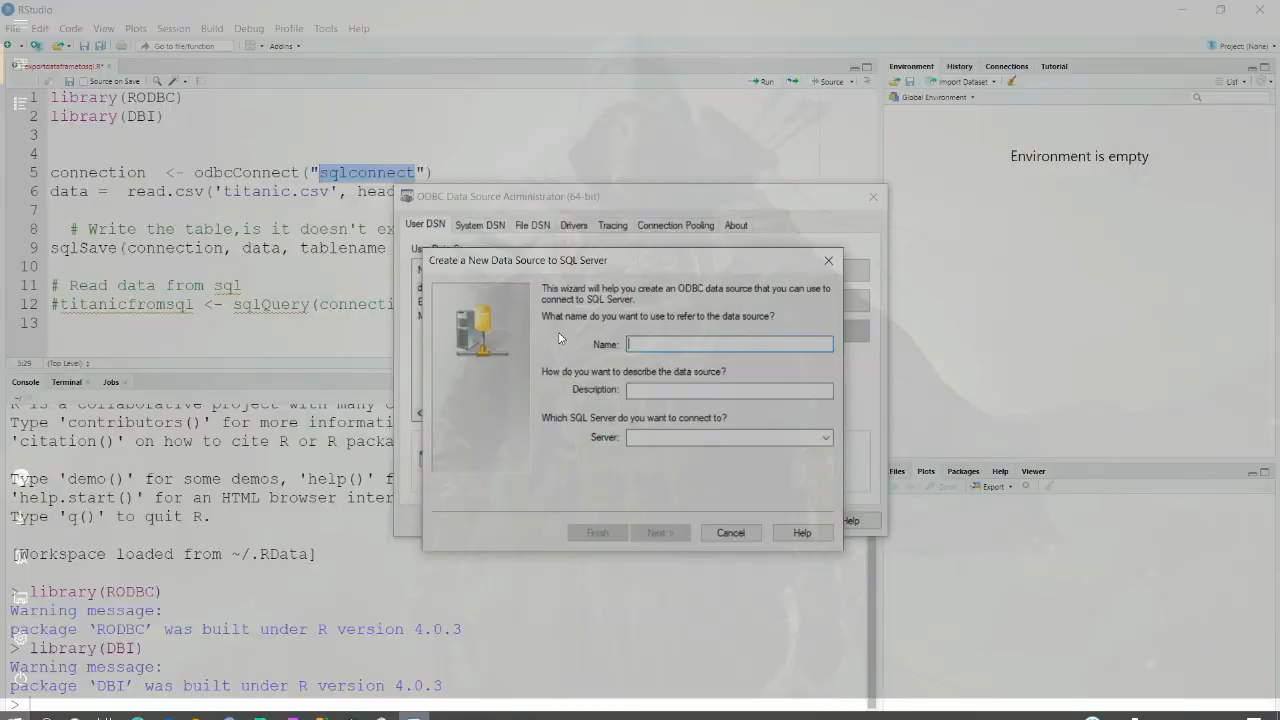 RStudio
File Edit Code View Plots Session Build Debug Profile Tools Help
Go to file/function Addins Project: (None)
exportdataframetosql.R*
Source on Save Run Source
1 library(RODBC)
2 library(DBI)
3
4
5 connection <- odbcConnect("sqlconnect")
6 data = read.csv('titanic.csv', hea
7
8 # Write the table,is it doesn't ex
9 sqlSave(connection, data, tablename
10
11 # Read data from sql
12 #titanicfromsql <- sqlQuery(connecti
13
5:29 (Top Level)
Console Terminal Jobs
~/
R is a collaborative project with many c
Type 'contributors()' for more informati
'citation()' on how to cite R or R packa
Type 'demo()' for some demos, 'help()' f
'help.start()' for an HTML browser inter
Type 'q()' to quit R.
[Workspace loaded from ~/.RData]
> library(RODBC)
Warning message:
package ‘RODBC’ was built under R version 4.0.3
> library(DBI)
Warning message:
package ‘DBI’ was built under R version 4.0.3
>
Environment History Connections Tutorial
Import Dataset List
Global Environment
Environment is empty
Files Plots Packages Help Viewer
Zoom Export
ODBC Data Source Administrator (64-bit)
User DSN System DSN File DSN Drivers Tracing Connection Pooling About
Help
Create a New Data Source to SQL Server
This wizard will help you create an ODBC data source that you can use to
connect to SQL Server.
What name do you want to use to refer to the data source?
Name:
How do you want to describe the data source?
Description:
Which SQL Server do you want to connect to?
Server:
Finish Next > Cancel Help